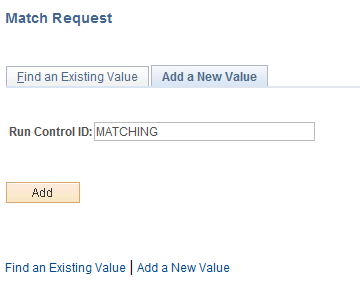 Match Request
Find an Existing Value Add a New Value
Run Control ID: MATCHING
Add
Find an Existing Value | Add a New Value